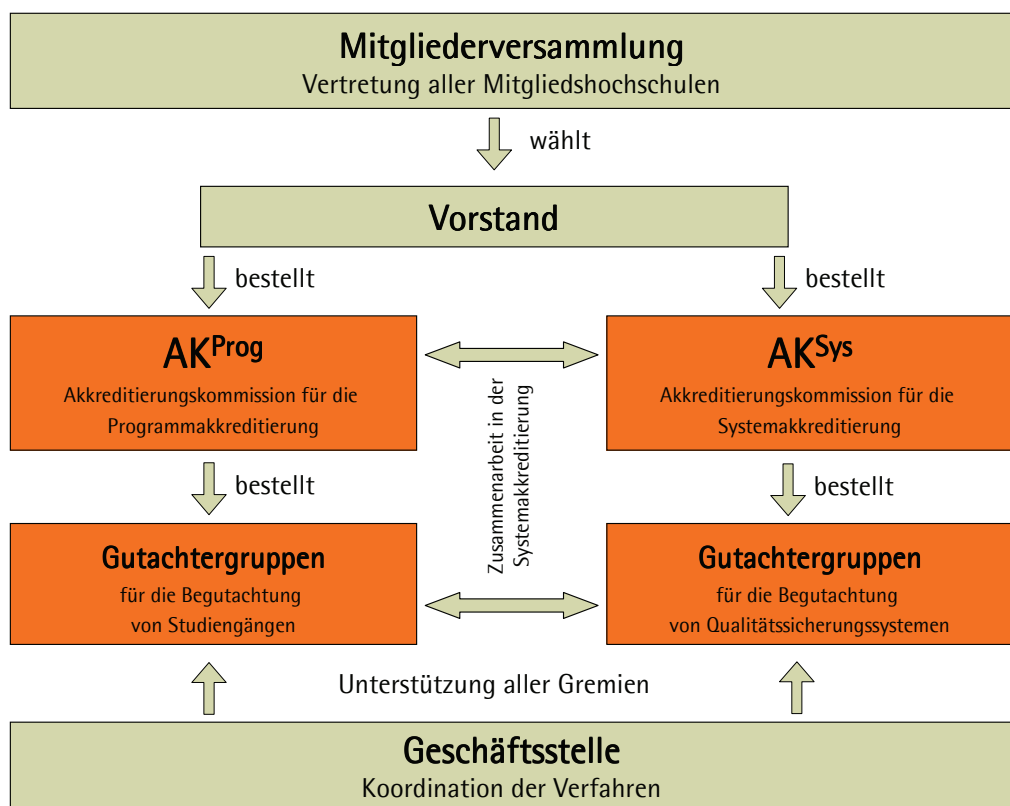 Mitgliederversammlung
Vertretung aller Mitgliedshochschulen
wählt
Vorstand
bestellt
bestellt
AKProg
Akkreditierungskommission für die
Programmakkreditierung
AKSys
Akkreditierungskommission für die
Systemakkreditierung
Zusammenarbeit in der
Systemakkreditierung
bestellt
bestellt
Gutachtergruppen
für die Begutachtung
von Studiengängen
Gutachtergruppen
für die Begutachtung
von Qualitätssicherungssystemen
Unterstützung aller Gremien
Geschäftsstelle
Koordination der Verfahren